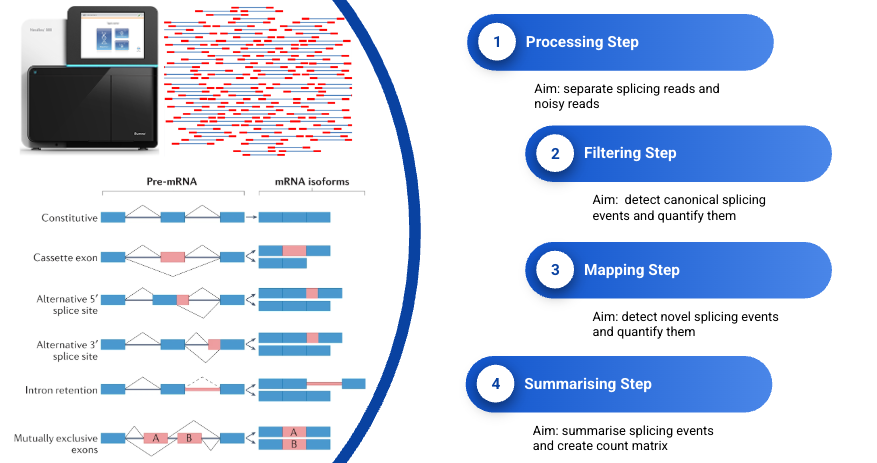 Pre-mRNA
mRNA isoforms
Constitutive
Cassette exon
Alternative 5′
splice site
Alternative 3′
splice site
Intron retention
Mutually exclusive
exons
A
B
A
B
1
Processing Step
Aim: separate splicing reads and
noisy reads
2
Filtering Step
Aim: detect canonical splicing
events and quantify them
3
Mapping Step
Aim: detect novel splicing events
and quantify them
4
Summarising Step
Aim: summarise splicing events
and create count matrix